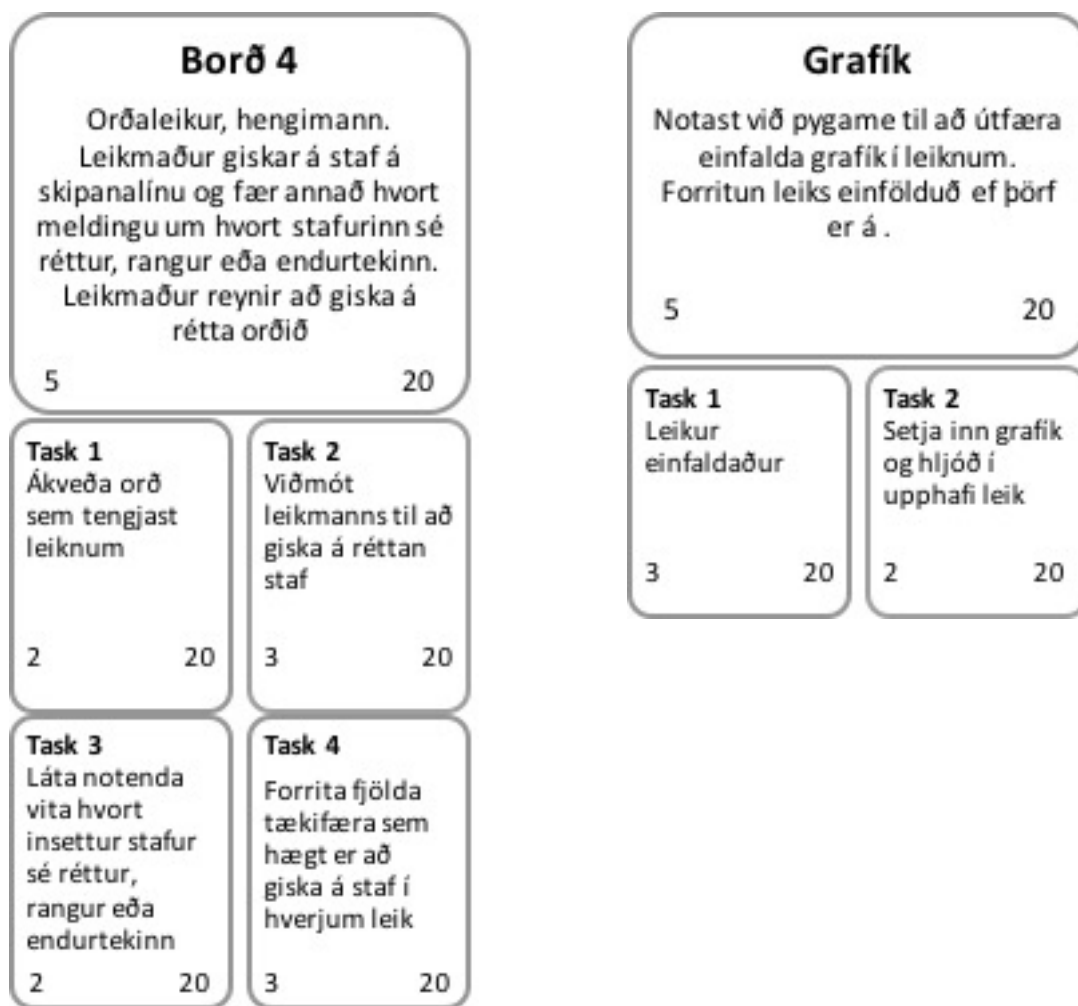 Borð 4
Orðaleikur, hengimann.
Leikmaður giskar á staf á
skipanalínu og fær annað hvort
meldingu um hvort stafurinn sé
réttur, rangur eða endurtekinn.
Leikmaður reynir að giska á
rétta orðið
5 20
Task 1
Ákveða orð
sem tengjast
leiknum
2 20
Task 2
Viðmót
leikmanns til að
giska á réttan
staf
3 20
Task 3
Láta notenda
vita hvort
insettur stafur
sé réttur,
rangur eða
endurtekinn
2 20
Task 4
Forrita fjölda
tækifæra sem
hægt er að
giska á staf í
hverjum leik
3 20
Grafík
Notast við pygame til að útfæra
einfalda grafík í leiknum.
Forritun leiks einfölduð ef þörf
er á .
5 20
Task 1
Leikur
einfaldaður
3 20
Task 2
Setja inn grafík
og hljóð í
upphafi leik
2 20